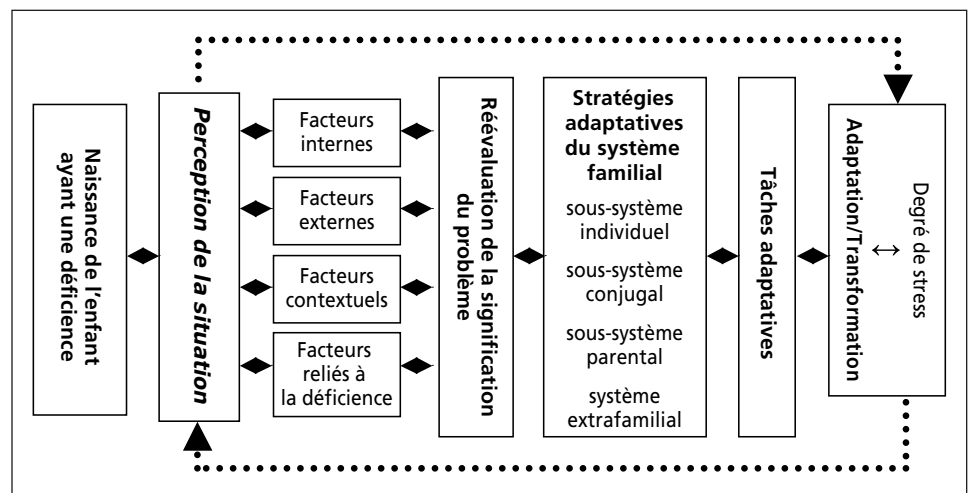 Naissance de l'enfant
ayant une déficience
Perception de la situation
Facteurs
internes
Facteurs
externes
Facteurs
contextuels
Facteurs
reliés à
la déficience
Réévaluation de la signification
du problème
Stratégies
adaptatives
du système
familial
sous-système
individuel
sous-système
conjugal
sous-système
parental
système
extrafamilial
Tâches adaptatives
Degré de stress
↔
Adaptation/Transformation